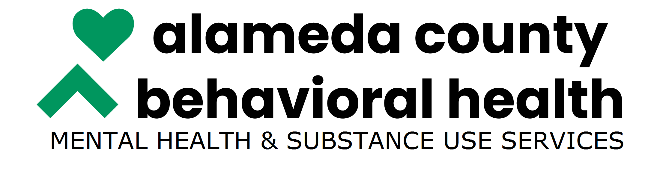 alameda county
behavioral health
MENTAL HEALTH & SUBSTANCE USE SERVICES